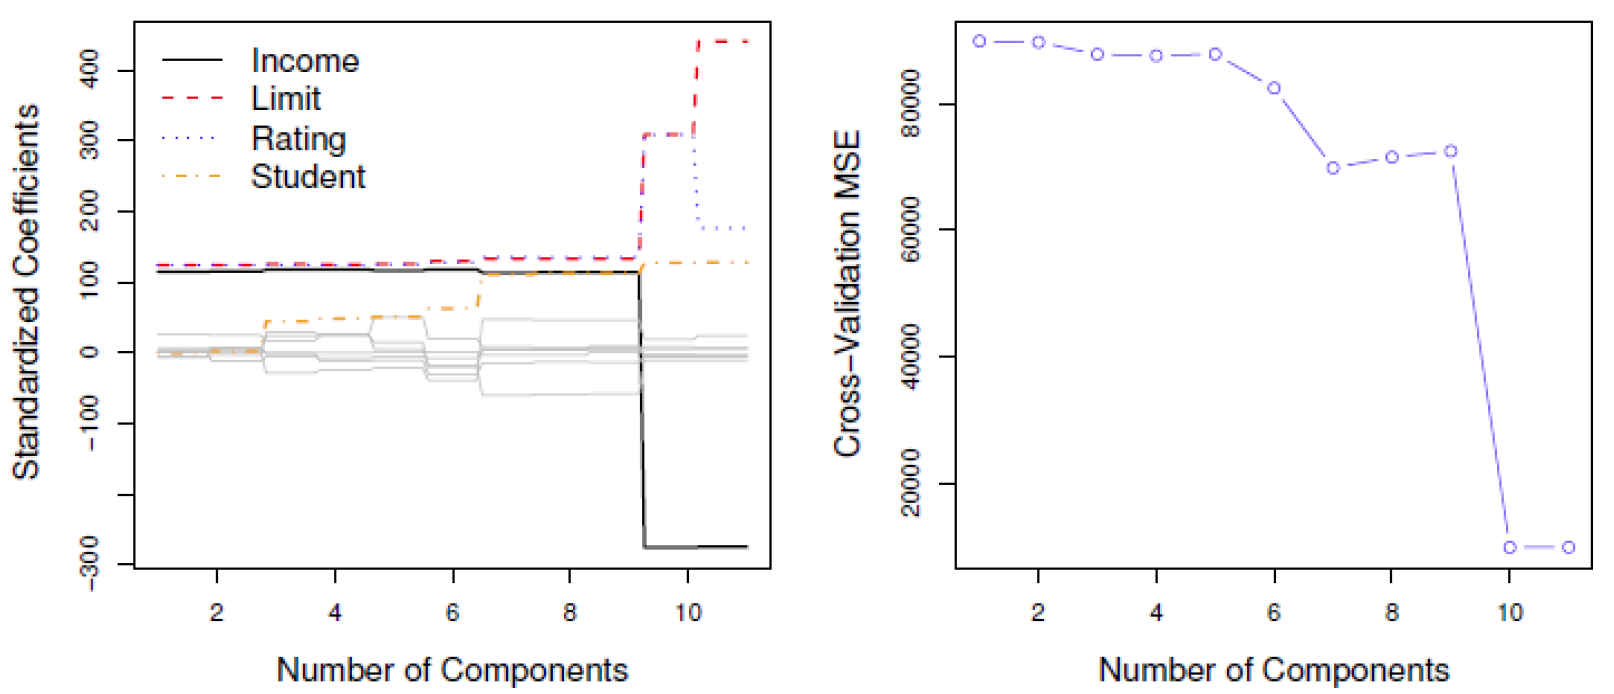 Standardized Coefficients
400
300
200
100
0
−100
−300
Income
Limit
Rating
Student
2 4 6 8 10
Number of Components
Cross−Validation MSE
80000
60000
40000
20000
2 4 6 8 10
Number of Components